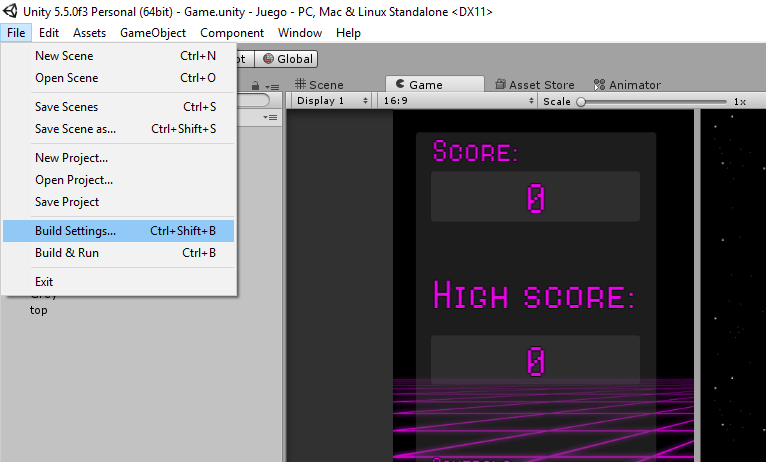 Unity 5.5.0f3 Personal (64bit) - Game.unity - Juego - PC, Mac & Linux Standalone <DX11>
File Edit Assets GameObject Component Window Help
New Scene Ctrl+N
Open Scene Ctrl+O
Save Scenes Ctrl+S
Save Scene as... Ctrl+Shift+S
New Project...
Open Project...
Save Project
Build Settings... Ctrl+Shift+B
Build & Run Ctrl+B
Exit
top
Global
Scene Game Asset Store Animator
Display 1 16:9 Scale 1x
Score:
0
High score:
0